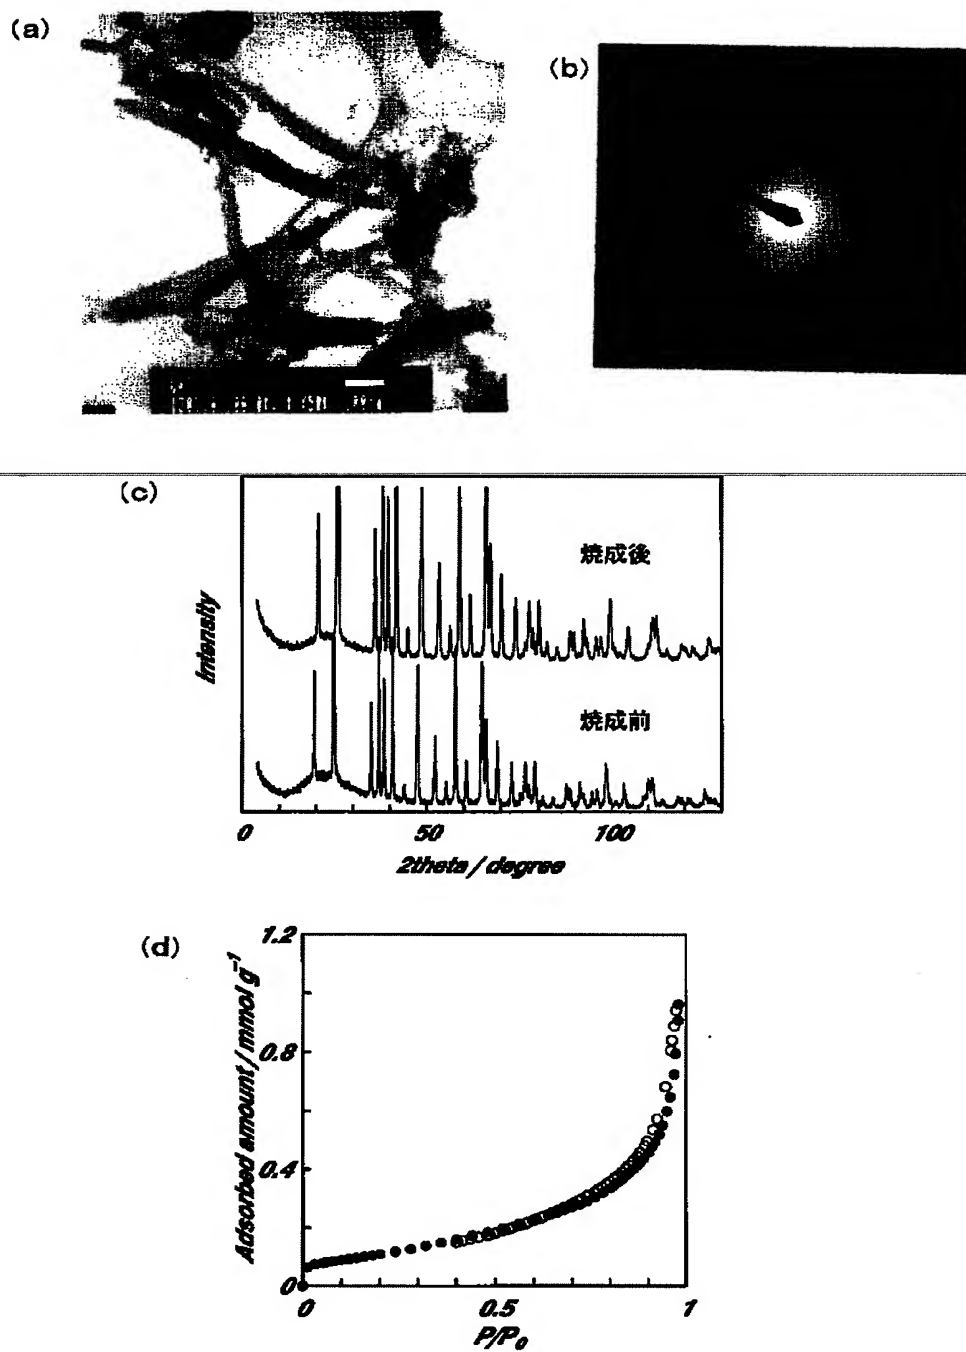 (a)
(b)
(c)
Intensity
焼成後
焼成前
0
50
100
2theta / degree
(d)
Adsorbed amount / mmol g⁻¹
1.2
0.8
0.4
0
0
0.5
1
P/P₀